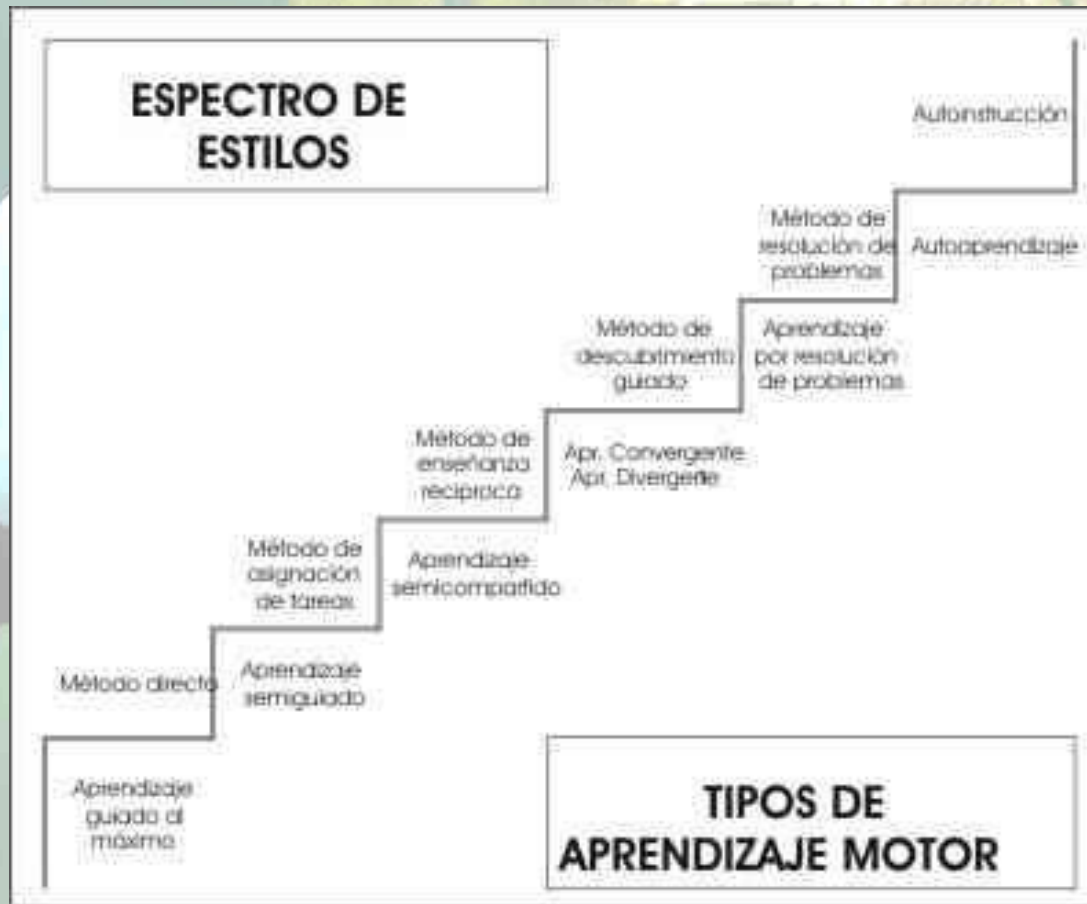 ESPECTRO DE
ESTILOS
Autoinstrucción
Método de
resolución de
problemas
Autoaprendizaje
Método de
descubrimiento
guiado
Aprendizaje
por resolución
de problemas
Método de
enseñanza
recíproca
Apr. Convergente
Apr. Divergente
Método de
asignación
de tareas
Aprendizaje
semicompartido
Método directo
Aprendizaje
semiguiado
Aprendizaje
guiado al
máximo
TIPOS DE
APRENDIZAJE MOTOR